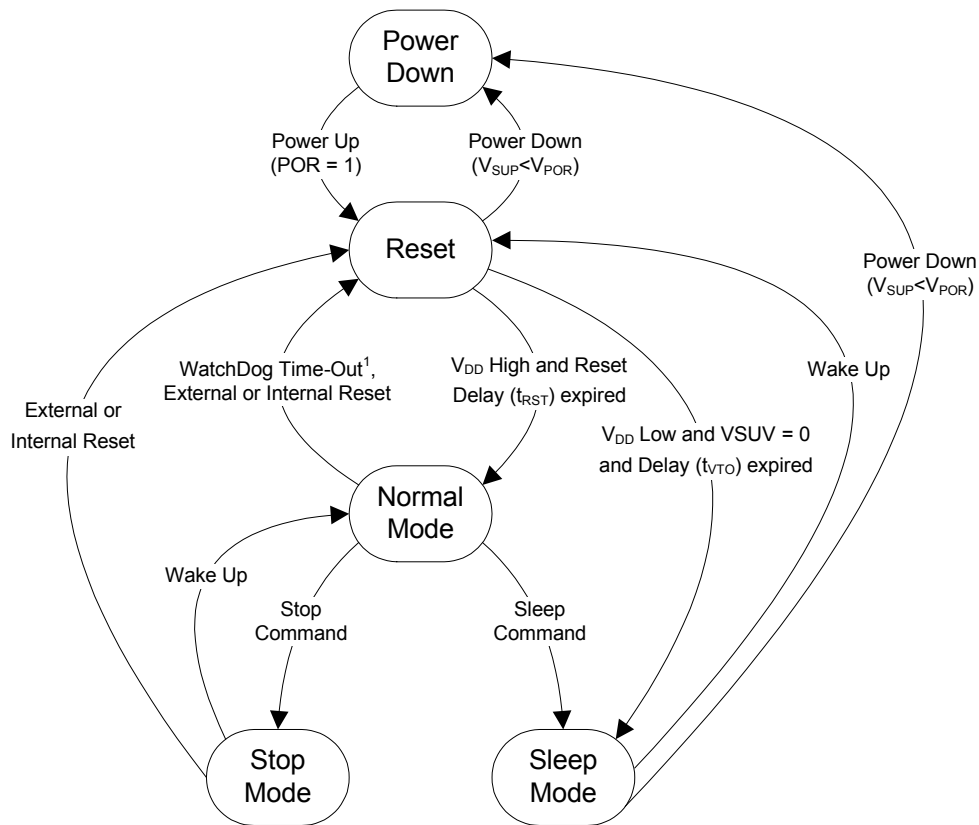 Power
Down
Power Up
(POR = 1)
Power Down
(VSUP<VPOR)
Reset
Power Down
(VSUP<VPOR)
WatchDog Time-Out1,
External or Internal Reset
VDD High and Reset
Delay (tRST) expired
Wake Up
External or
Internal Reset
VDD Low and VSUV = 0
and Delay (tVTO) expired
Normal
Mode
Wake Up
Stop
Command
Sleep
Command
Stop
Mode
Sleep
Mode